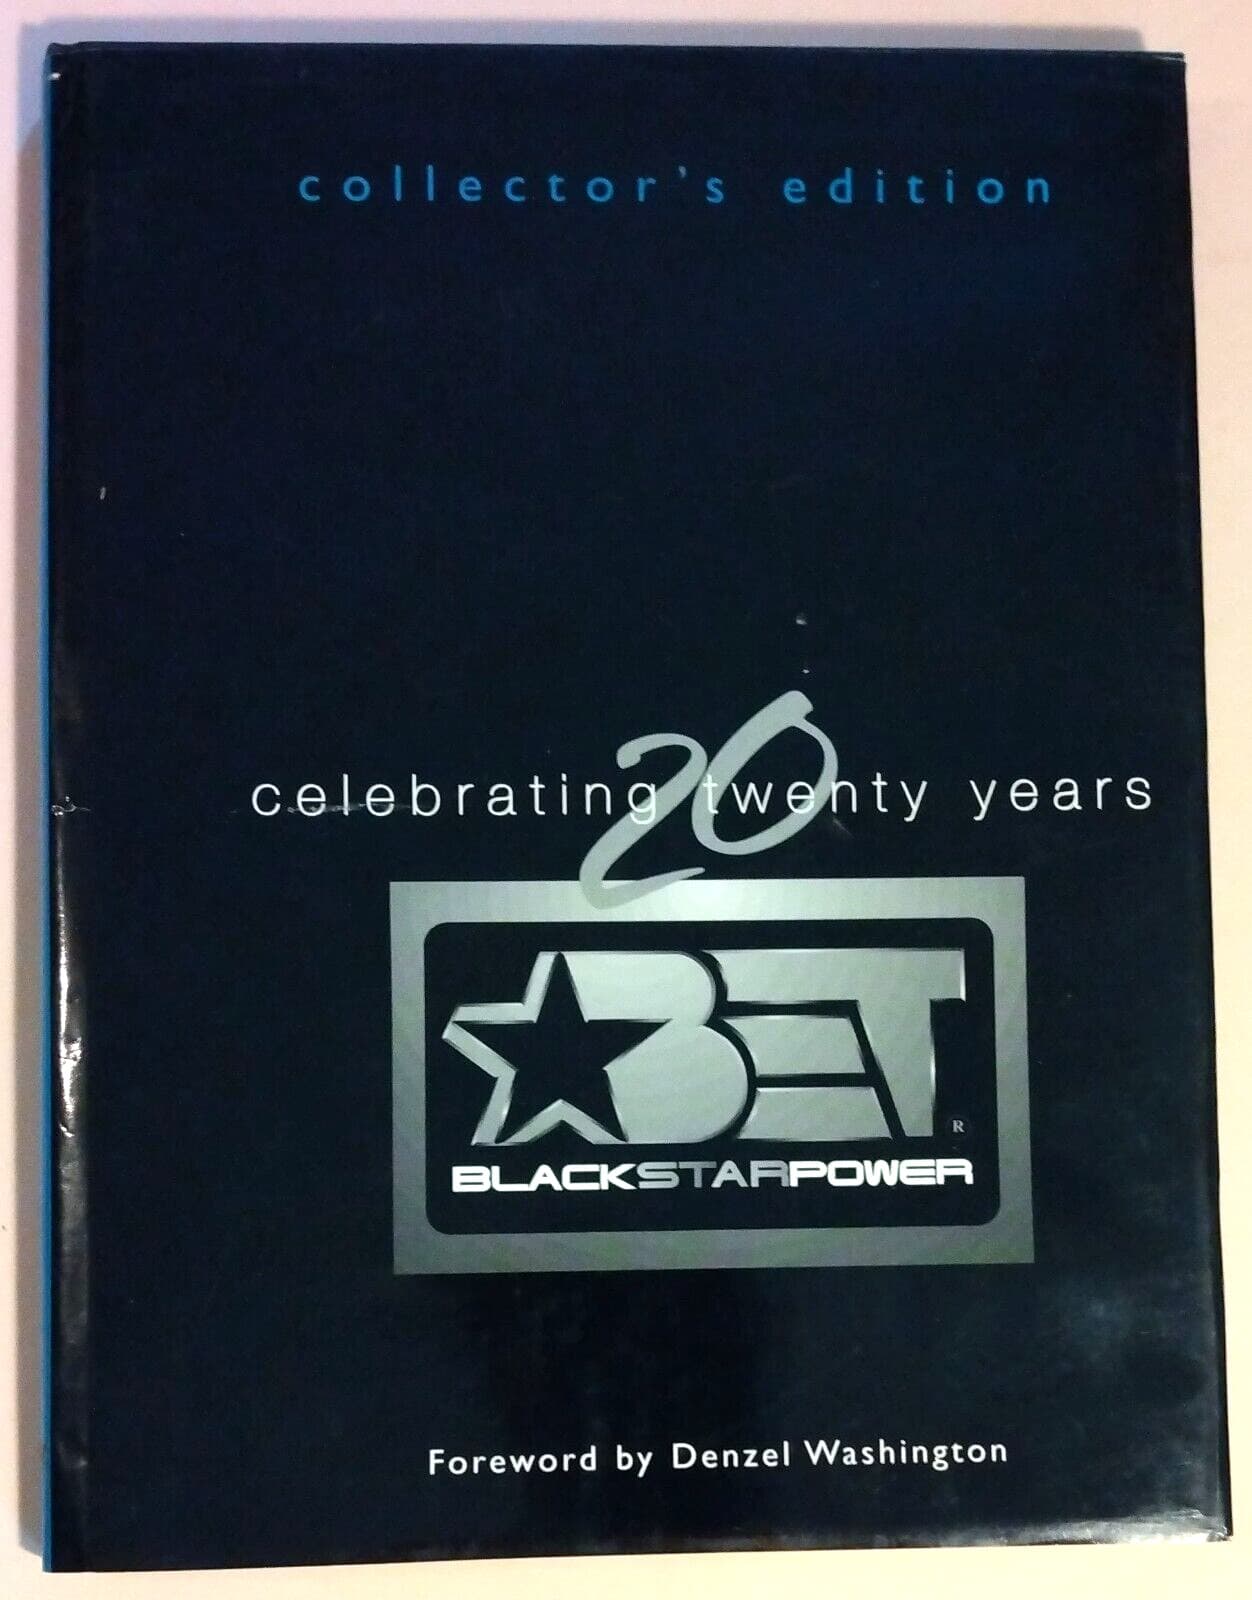 collector's edition
20
celebrating twenty years
BET
®
BLACKSTARPOWER
Foreword by Denzel Washington